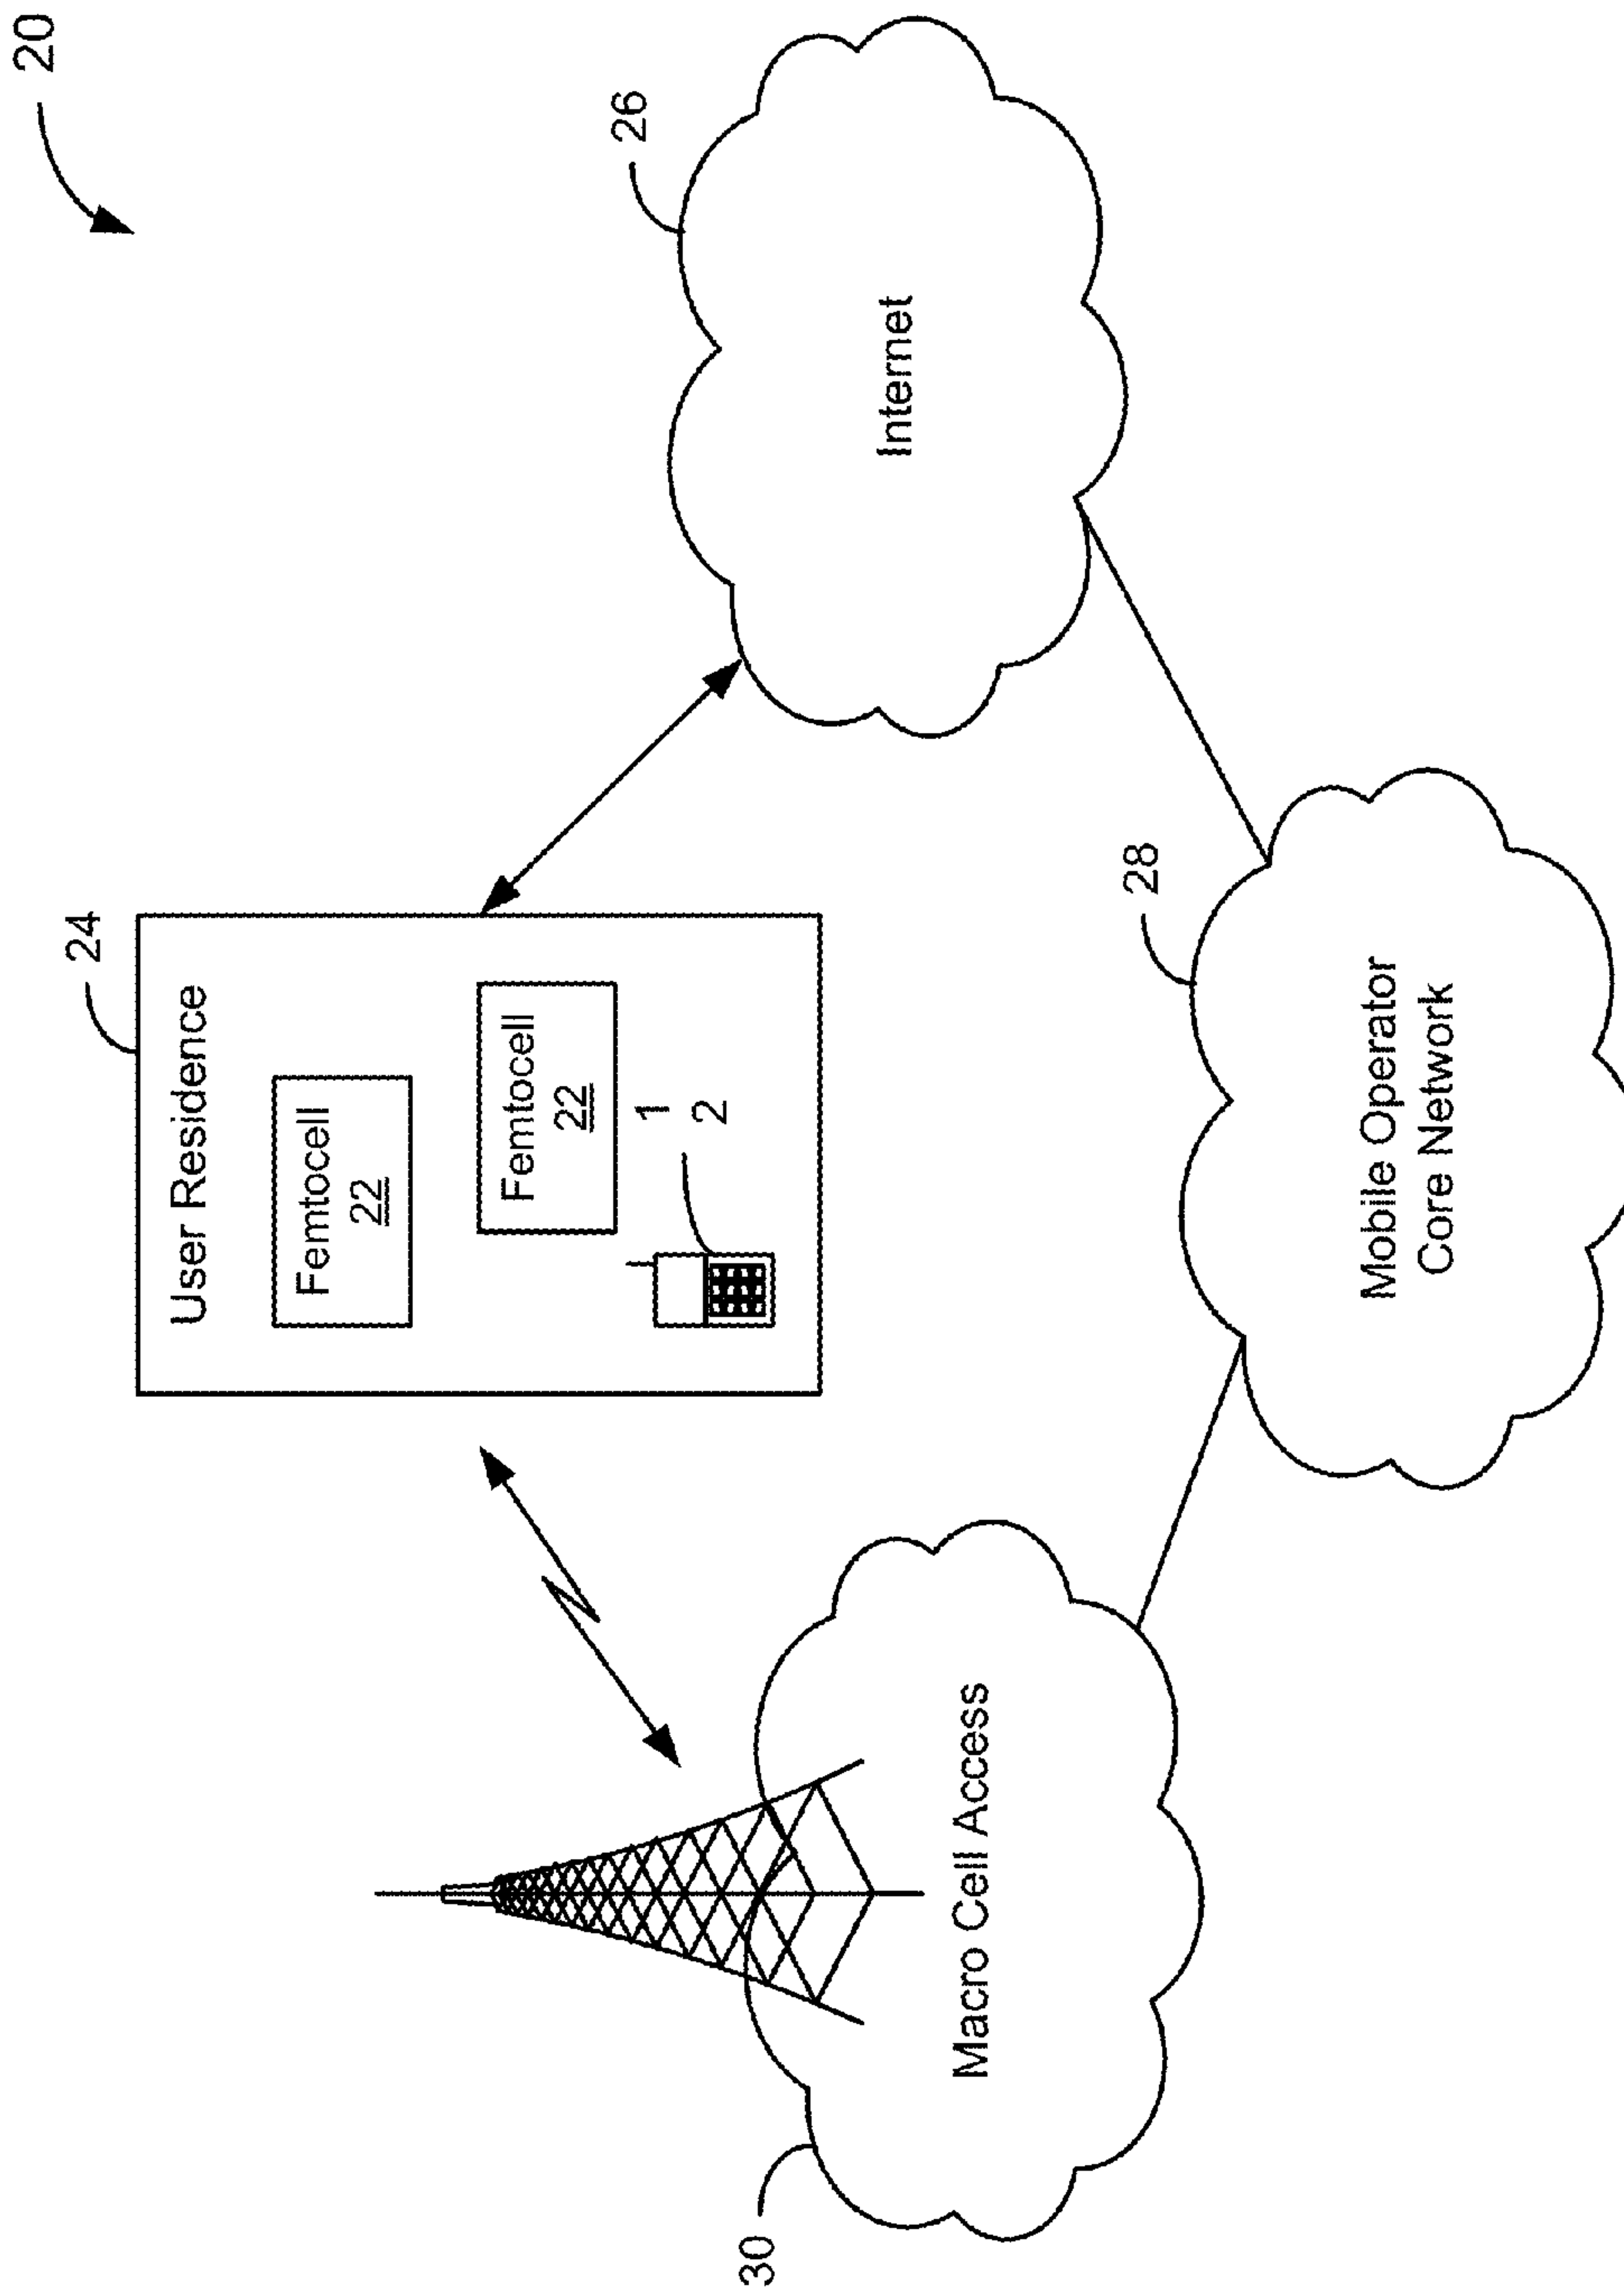 20
24
User Residence
Femtocell
22
Femtocell
22
1
2
26
30
Internet
Macro Cell Access
28
Mobile Operator
Core Network